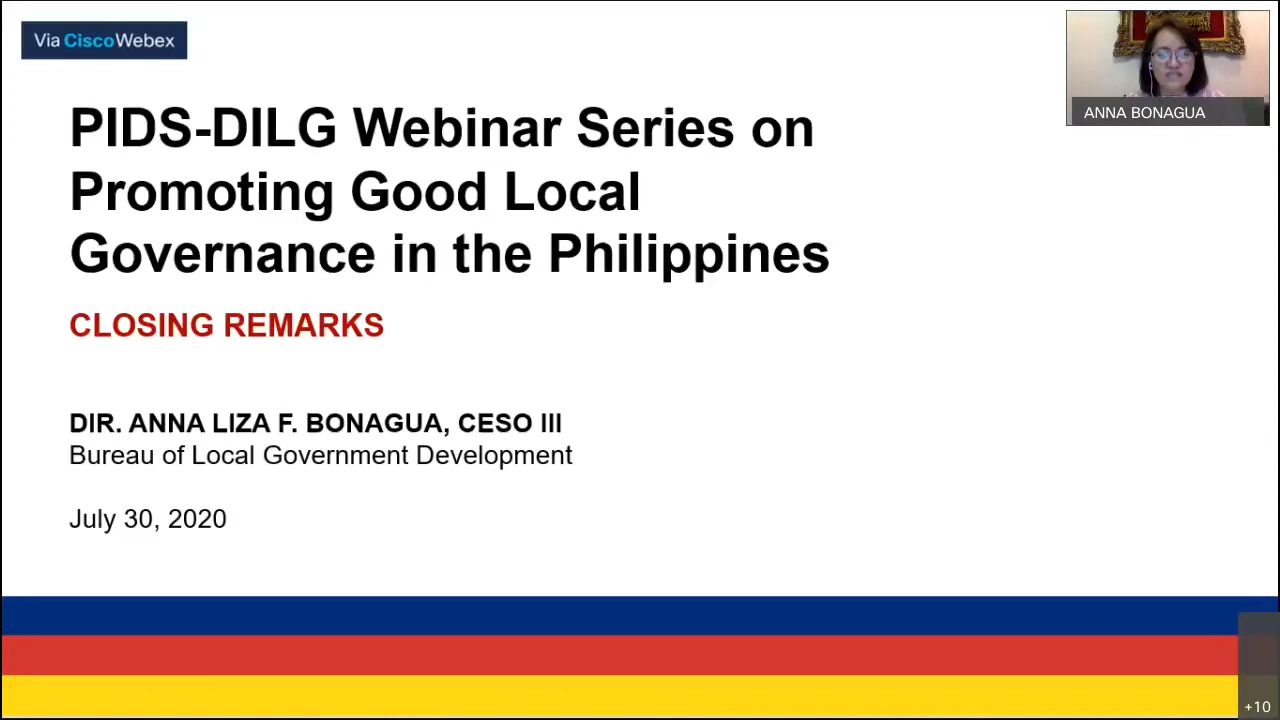 Via CiscoWebex
ANNA BONAGUA
PIDS-DILG Webinar Series on
Promoting Good Local
Governance in the Philippines
CLOSING REMARKS
DIR. ANNA LIZA F. BONAGUA, CESO III
Bureau of Local Government Development
July 30, 2020
+10